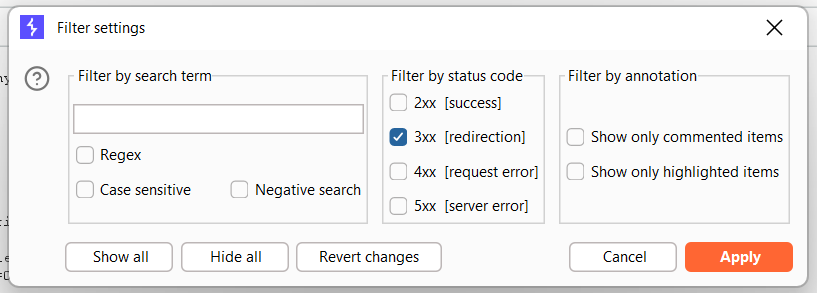 Filter settings
Filter by search term
Regex
Case sensitive
Negative search
Filter by status code
2xx [success]
3xx [redirection]
4xx [request error]
5xx [server error]
Filter by annotation
Show only commented items
Show only highlighted items
Show all
Hide all
Revert changes
Cancel
Apply